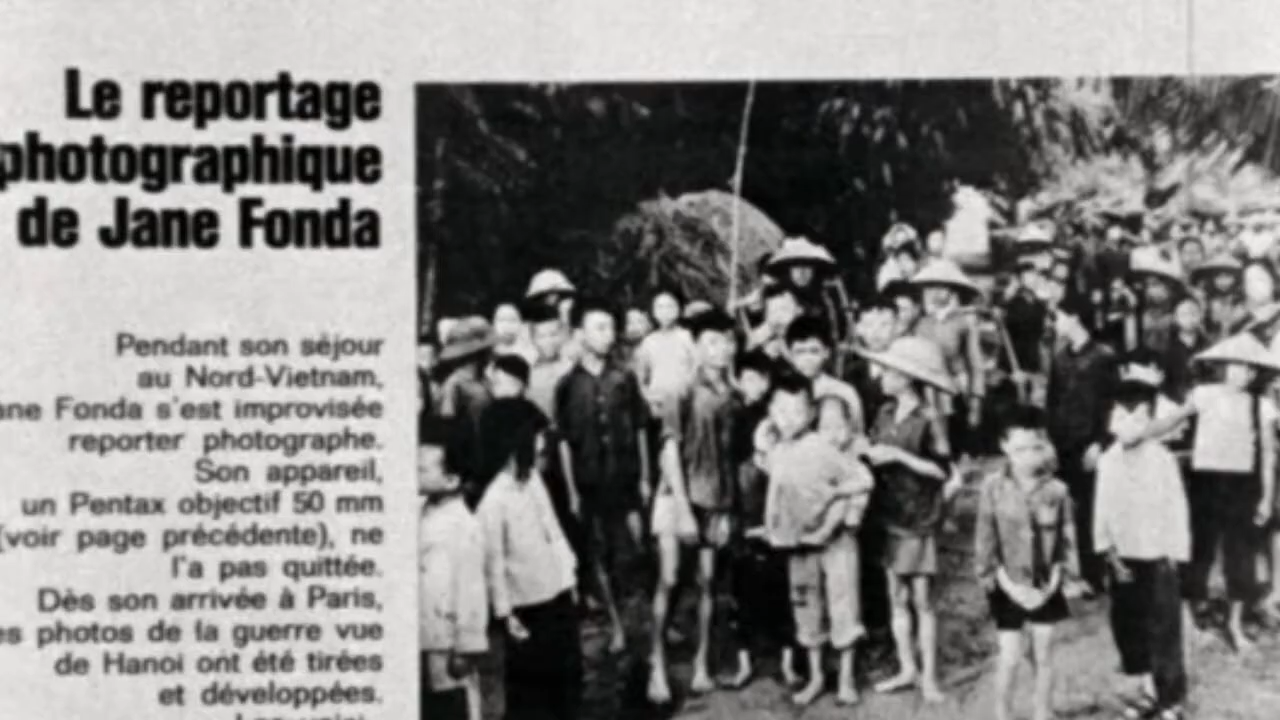 Le reportage
photographique
de Jane Fonda
Pendant son séjour
au Nord-Vietnam,
ane Fonda s'est improvisée
reporter photographe.
Son appareil,
un Pentax objectif 50 mm
(voir page précédente), ne
l'a pas quittée.
Dès son arrivée à Paris,
es photos de la guerre vue
de Hanoi ont été tirées
et développées.